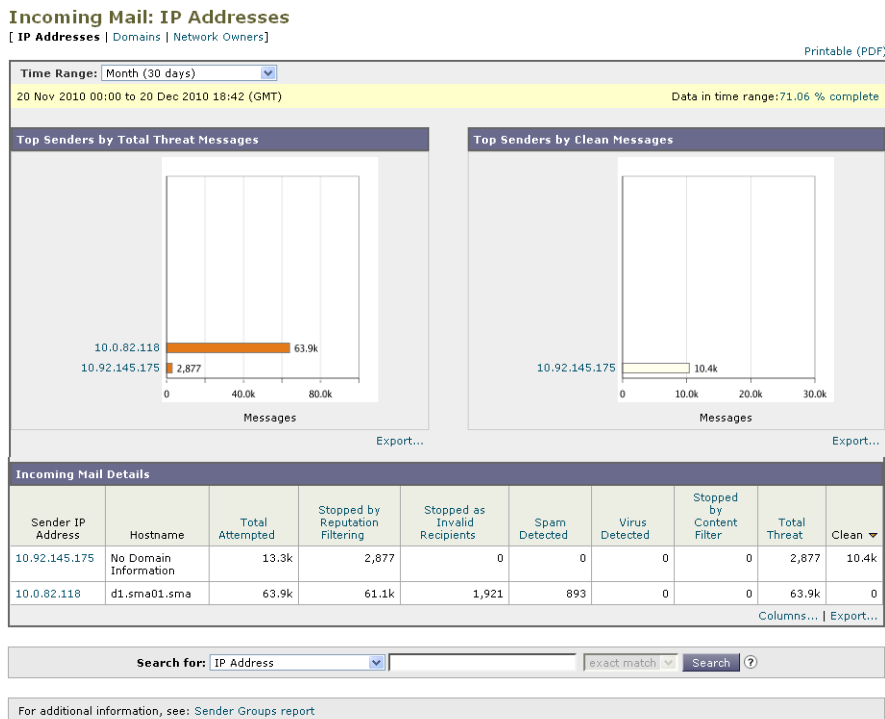 Incoming Mail: IP Addresses
[ IP Addresses | Domains | Network Owners]
Printable (PDF)
Time Range: Month (30 days)
20 Nov 2010 00:00 to 20 Dec 2010 18:42 (GMT)
Data in time range:71.06 % complete
Top Senders by Total Threat Messages
10.0.82.118
63.9k
10.92.145.175
2,877
0
40.0k
80.0k
Messages
Export...
Top Senders by Clean Messages
10.92.145.175
10.4k
0
10.0k
20.0k
30.0k
Messages
Export...
Incoming Mail Details
Sender IP Address Hostname Total Attempted Stopped by Reputation Filtering Stopped as Invalid Recipients Spam Detected Virus Detected Stopped by Content Filter Total Threat Clean
10.92.145.175 No Domain Information 13.3k 2,877 0 0 0 0 2,877 10.4k
10.0.82.118 d1.sma01.sma 63.9k 61.1k 1,921 893 0 0 63.9k 0
Columns... | Export...
Search for: IP Address exact match Search ?
For additional information, see: Sender Groups report